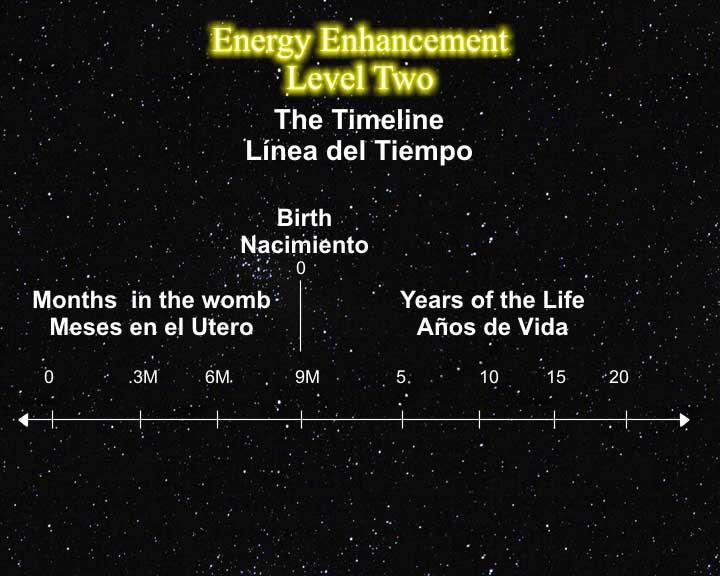 Energy Enhancement
Level Two
The Timeline
Línea del Tiempo
Birth
Nacimiento
0
Months in the womb
Meses en el Utero
Years of the Life
Años de Vida
0 3M 6M 9M 5 10 15 20